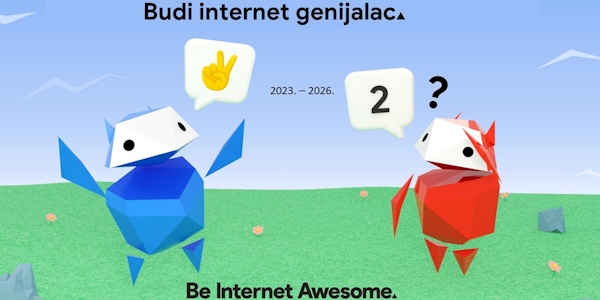 Budi internet genijalac
2023. – 2026.
2 ?
Be Internet Awesome.